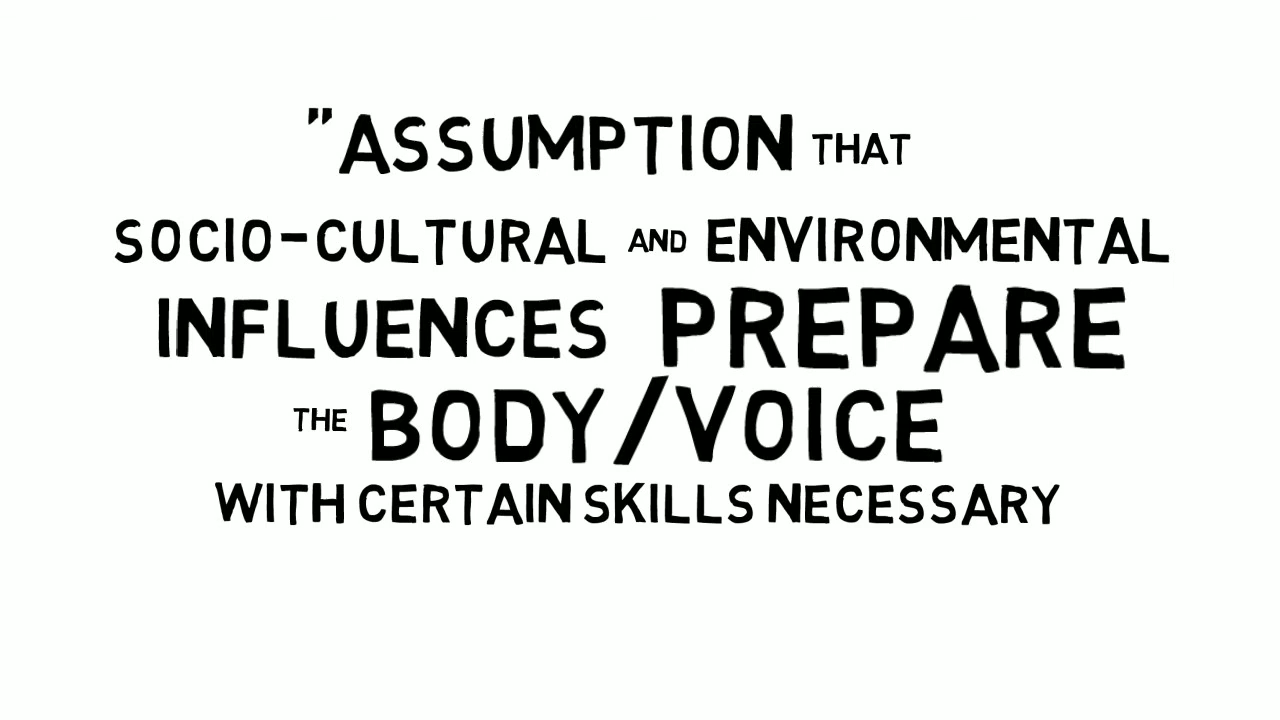 "ASSUMPTION THAT
SOCIO-CULTURAL AND ENVIRONMENTAL
INFLUENCES PREPARE
THE BODY/VOICE
WITH CERTAIN SKILLS NECESSARY